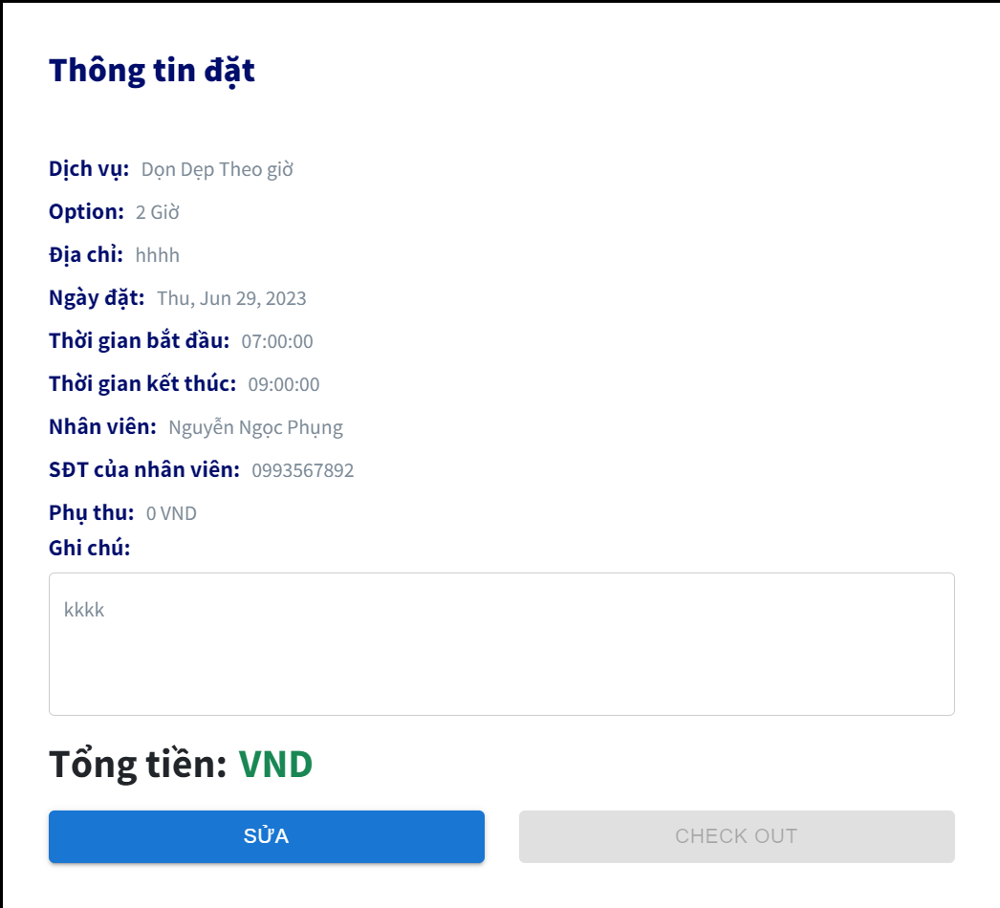 Thông tin đặt
Dịch vụ: Dọn Dẹp Theo giờ
Option: 2 Giờ
Địa chỉ: hhhh
Ngày đặt: Thu, Jun 29, 2023
Thời gian bắt đầu: 07:00:00
Thời gian kết thúc: 09:00:00
Nhân viên: Nguyễn Ngọc Phụng
SĐT của nhân viên: 0993567892
Phụ thu: 0 VND
Ghi chú:
kkkk
Tổng tiền: VND
SỬA
CHECK OUT